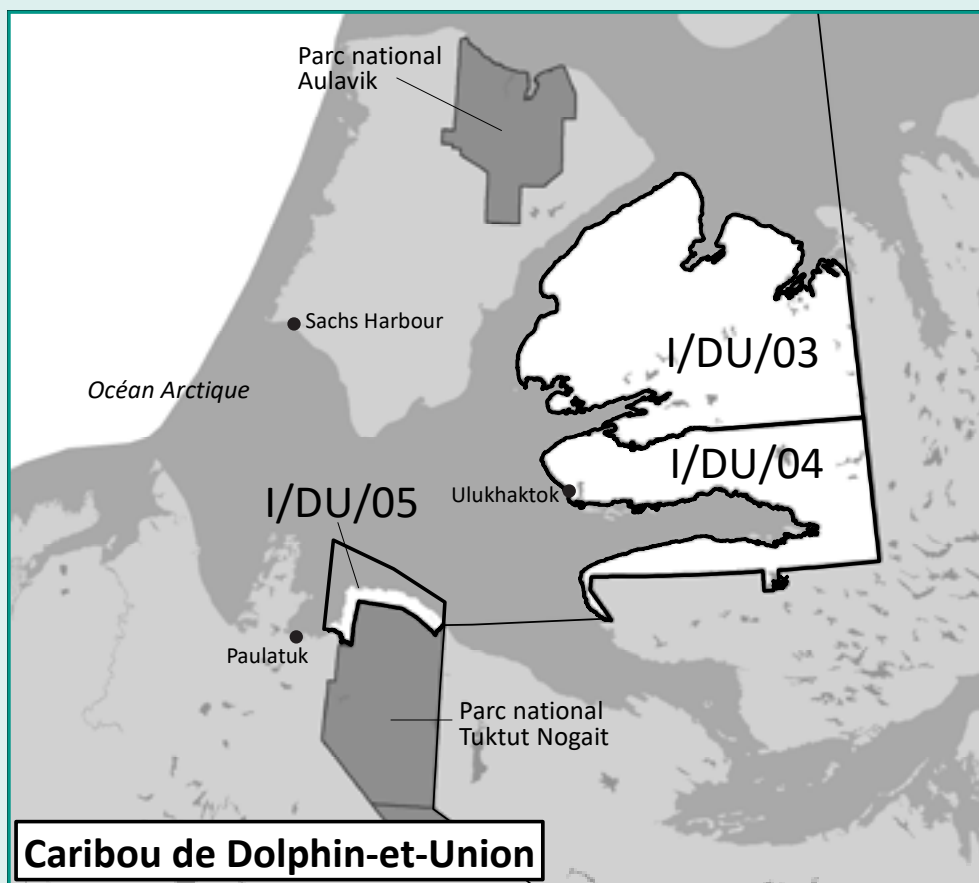 Parc national
Aulavik
Sachs Harbour
I/DU/03
Océan Arctique
I/DU/04
I/DU/05
Ulukhaktok
Paulatuk
Parc national
Tuktut Nogait
Caribou de Dolphin-et-Union